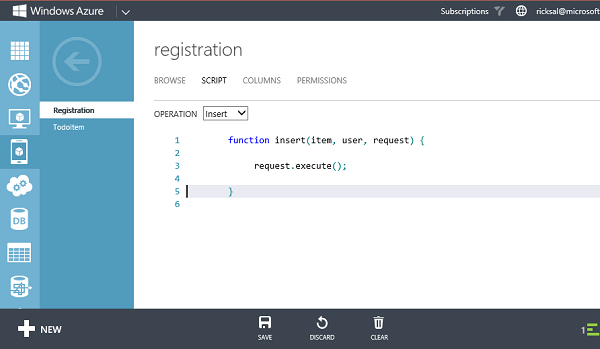 Windows Azure
Subscriptions
ricksal@microsoft
registration
BROWSE SCRIPT COLUMNS PERMISSIONS
Registration
TodoItem
OPERATION Insert
1 function insert(item, user, request) {
2
3 request.execute();
4
5 }
6
DB
NEW
SAVE DISCARD CLEAR
1